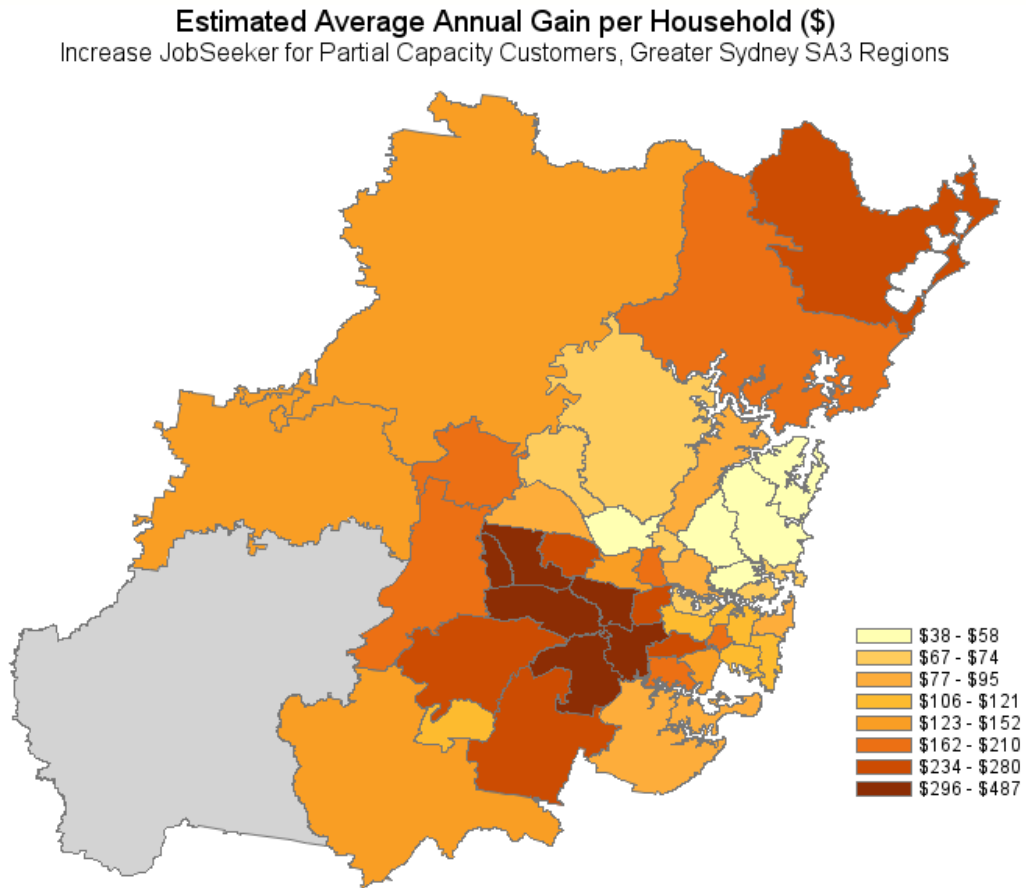 Estimated Average Annual Gain per Household ($)
Increase JobSeeker for Partial Capacity Customers, Greater Sydney SA3 Regions
$38 - $58
$67 - $74
$77 - $95
$106 - $121
$123 - $152
$162 - $210
$234 - $280
$296 - $487